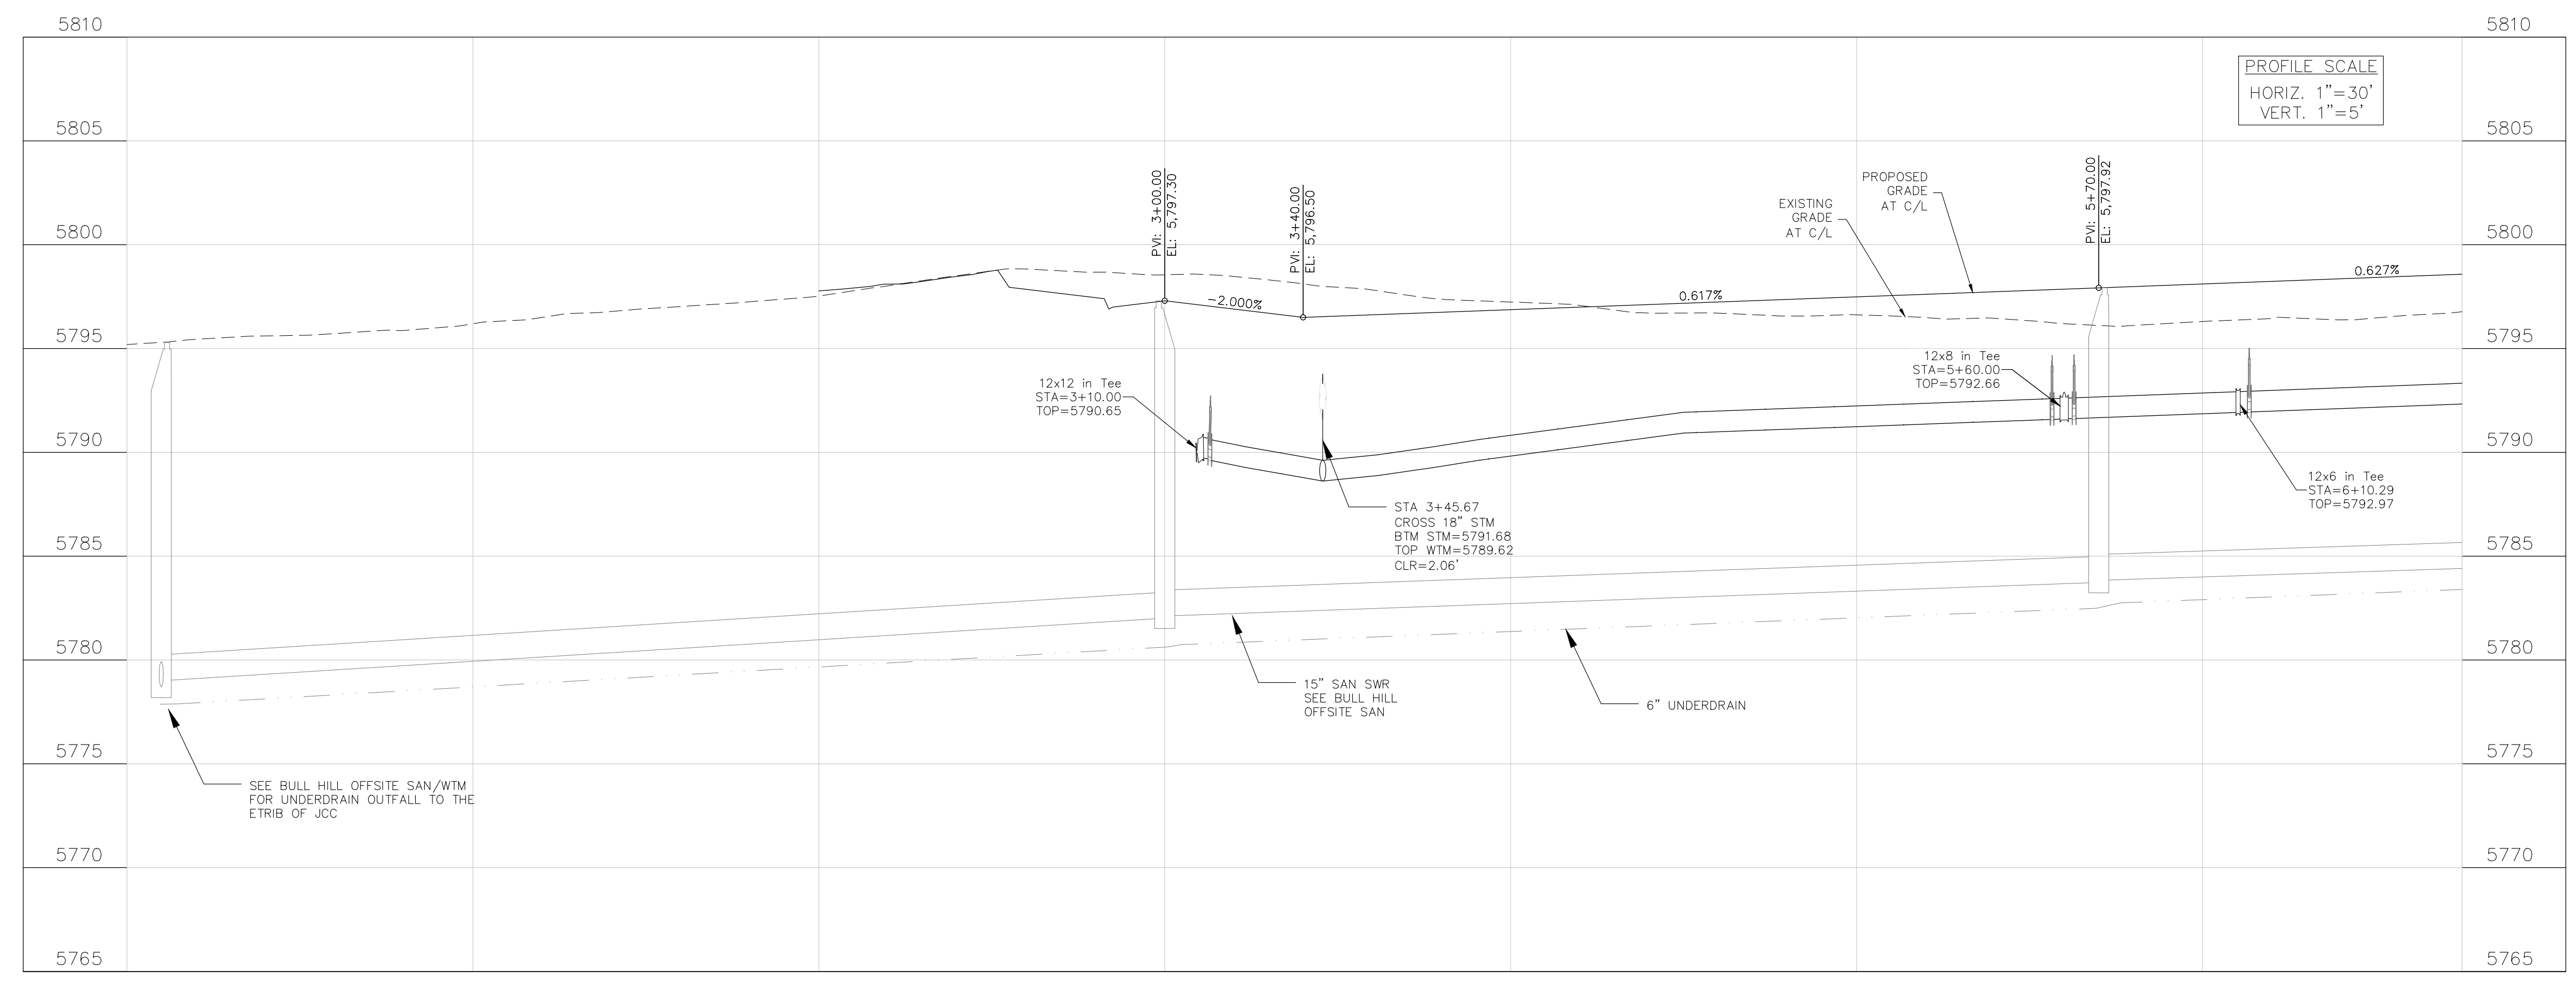 5810
5810
PROFILE SCALE
HORIZ. 1"=30'
VERT. 1"=5'
5805
5805
PVI: 3+00.00
EL: 5,797.30
PVI: 3+40.00
EL: 5,796.50
PVI: 5+70.00
EL: 5,797.92
PROPOSED
GRADE
AT C/L
EXISTING
GRADE
AT C/L
5800
5800
-2.000%
0.617%
0.627%
5795
5795
12x12 in Tee
STA=3+10.00
TOP=5790.65
12x8 in Tee
STA=5+60.00
TOP=5792.66
5790
5790
12x6 in Tee
STA=6+10.29
TOP=5792.97
STA 3+45.67
CROSS 18" STM
BTM STM=5791.68
TOP WTM=5789.62
CLR=2.06'
5785
5785
5780
5780
15" SAN SWR
SEE BULL HILL
OFFSITE SAN
6" UNDERDRAIN
5775
5775
SEE BULL HILL OFFSITE SAN/WTM
FOR UNDERDRAIN OUTFALL TO THE
ETRIB OF JCC
5770
5770
5765
5765